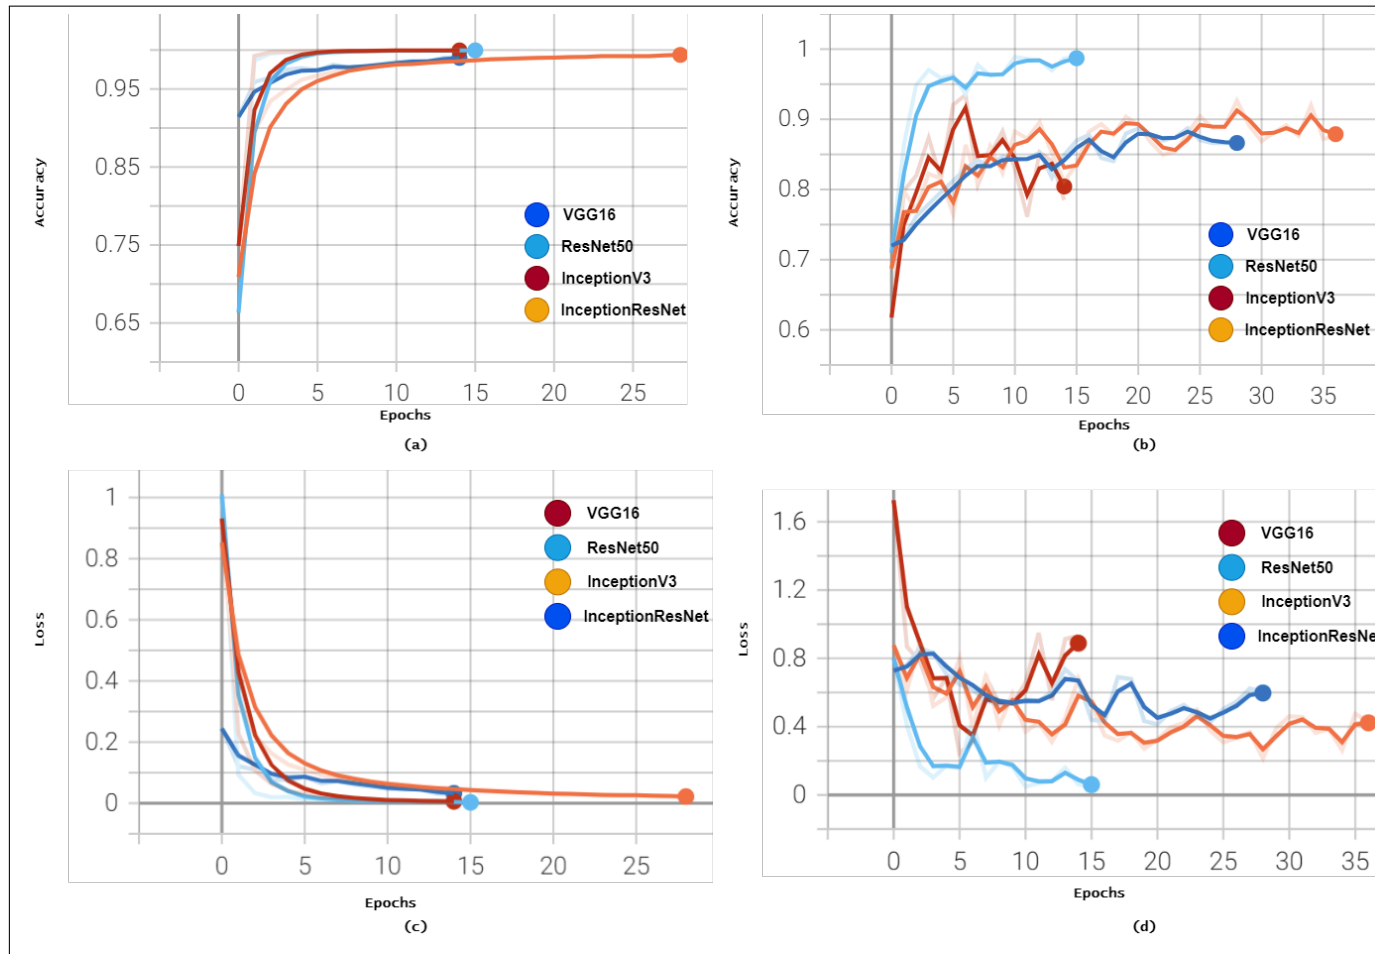 0.95
0.85
0.75
0.65
Accuracy
VGG16
ResNet50
InceptionV3
InceptionResNet
0 5 10 15 20 25
Epochs
(a)
1
0.9
0.8
0.7
0.6
Accuracy
VGG16
ResNet50
InceptionV3
InceptionResNet
0 5 10 15 20 25 30 35
Epochs
(b)
1
0.8
0.6
0.4
0.2
0
Loss
VGG16
ResNet50
InceptionV3
InceptionResNet
0 5 10 15 20 25
Epochs
(c)
1.6
1.2
0.8
0.4
0
Loss
VGG16
ResNet50
InceptionV3
InceptionResNe
0 5 10 15 20 25 30 35
Epochs
(d)